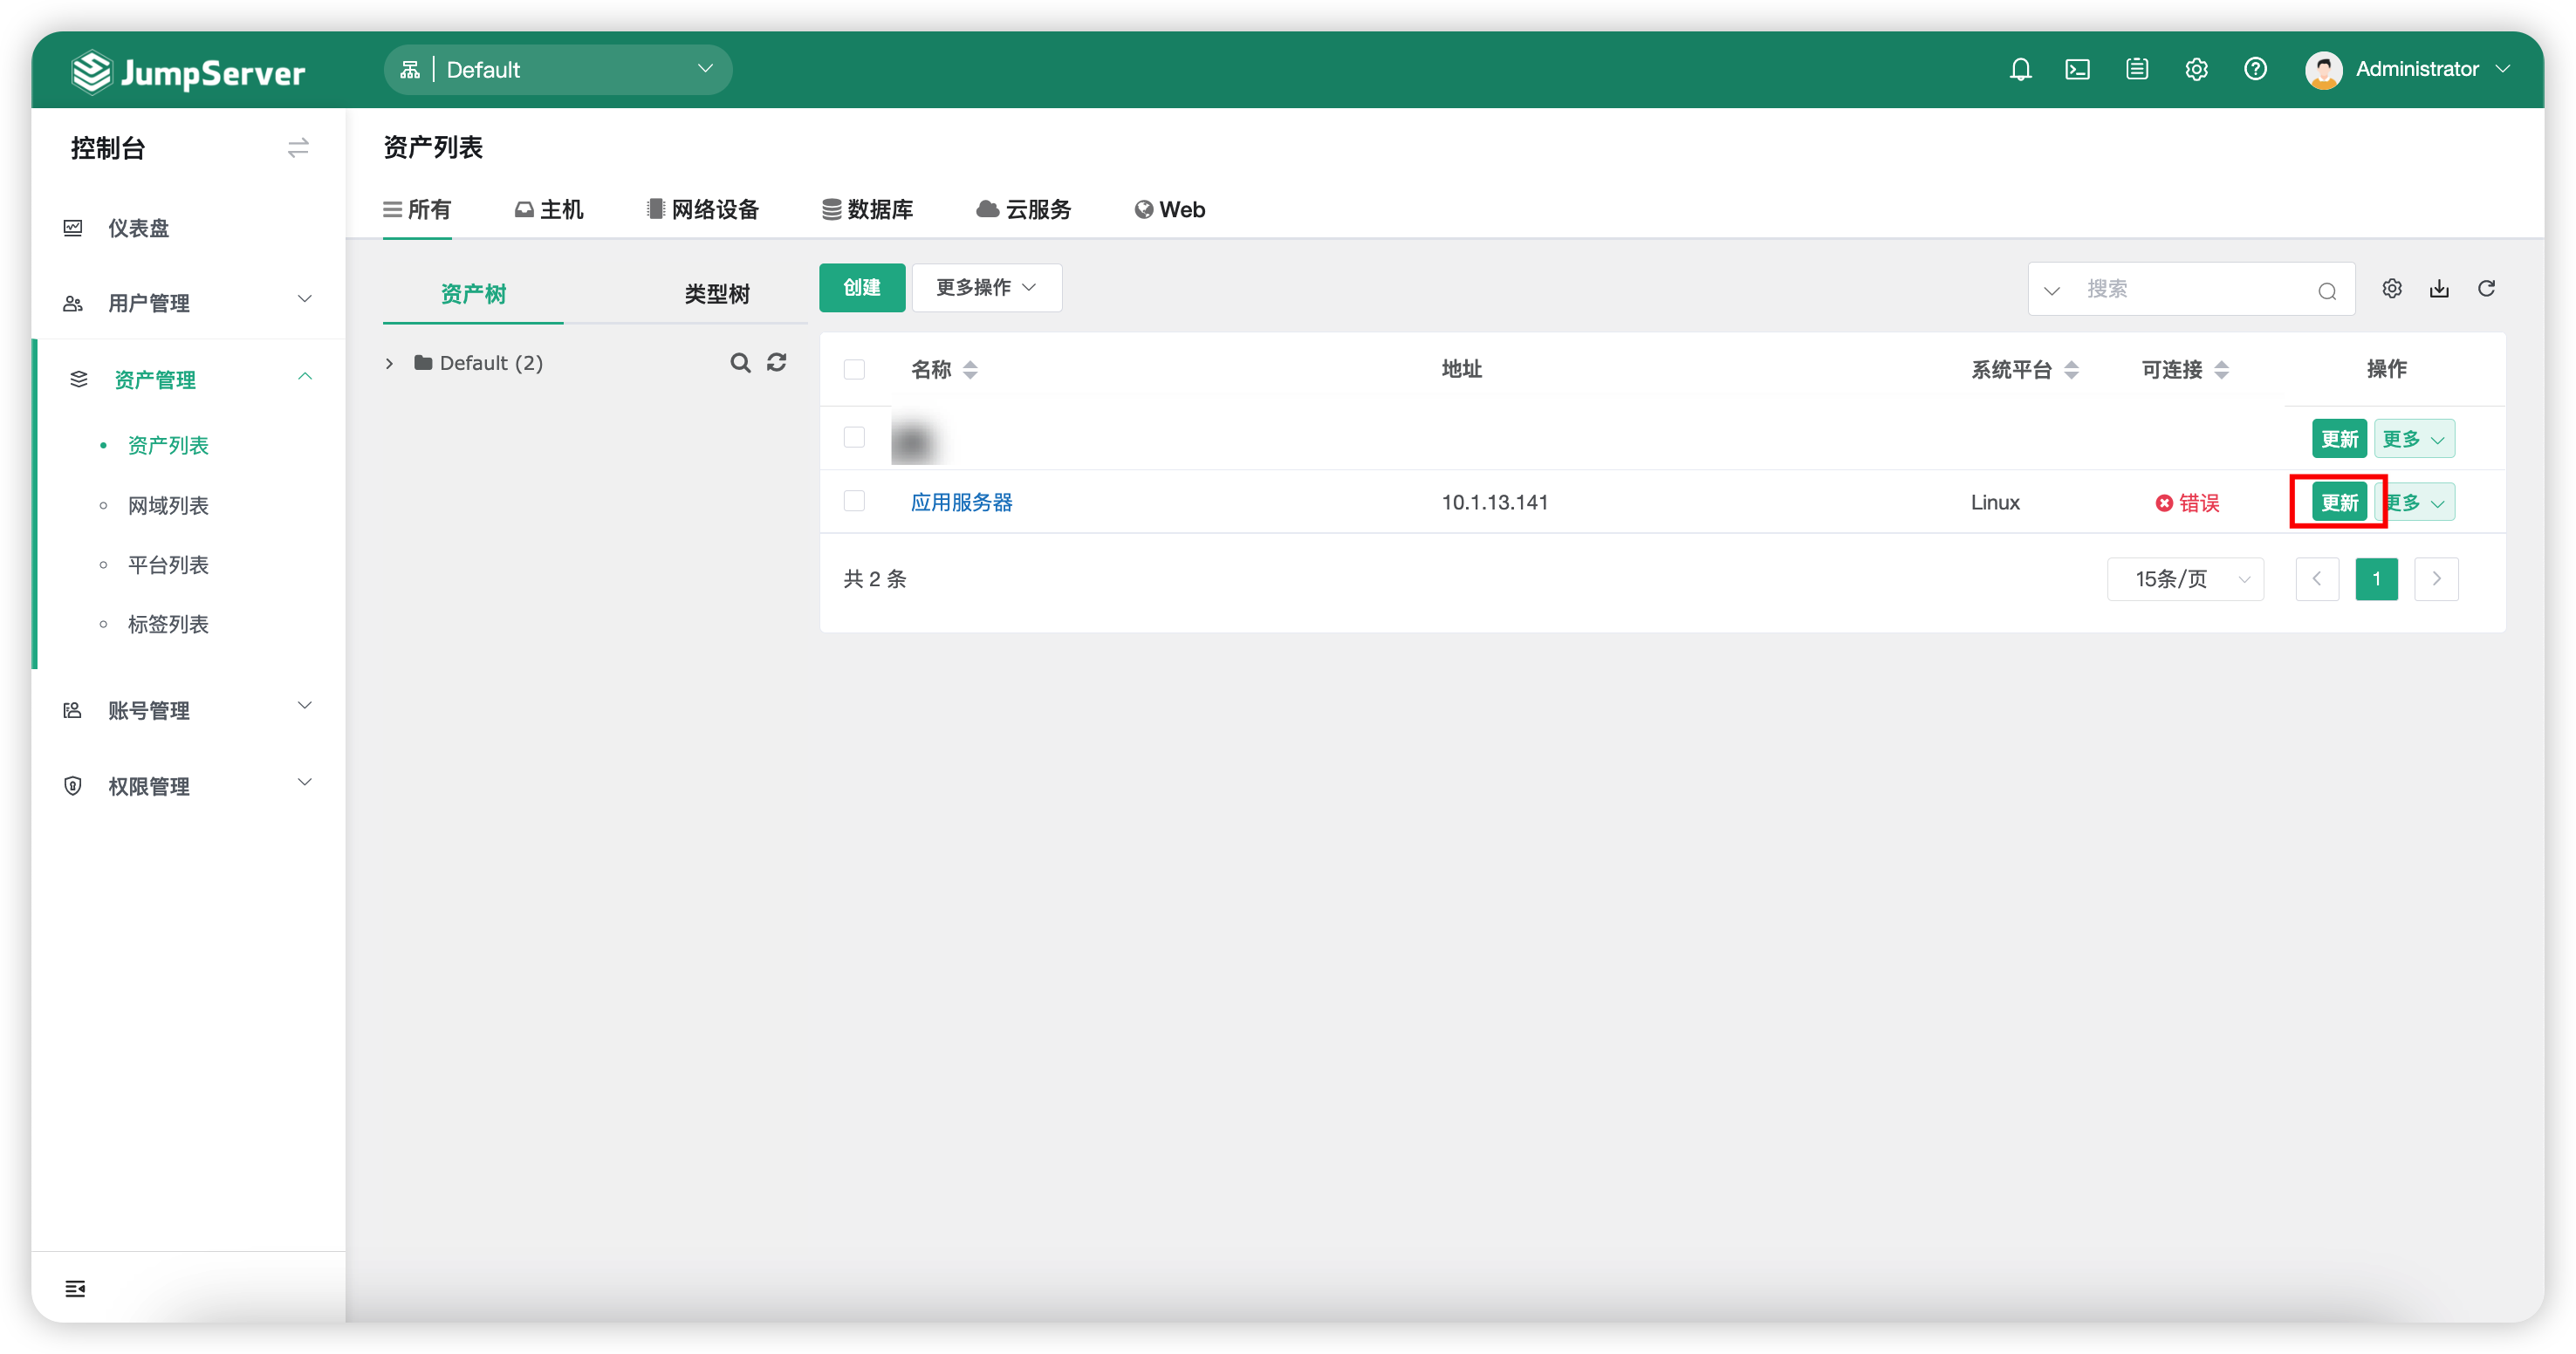 JumpServer
Default
Administrator
控制台
仪表盘
用户管理
资产管理
资产列表
网域列表
平台列表
标签列表
账号管理
权限管理
资产列表
所有 主机 网络设备 数据库 云服务 Web
资产树 类型树
Default (2)
创建 更多操作 搜索
名称 地址 系统平台 可连接 操作
更新 更多
应用服务器 10.1.13.141 Linux 错误 更新 更多
共 2 条 15条/页 1